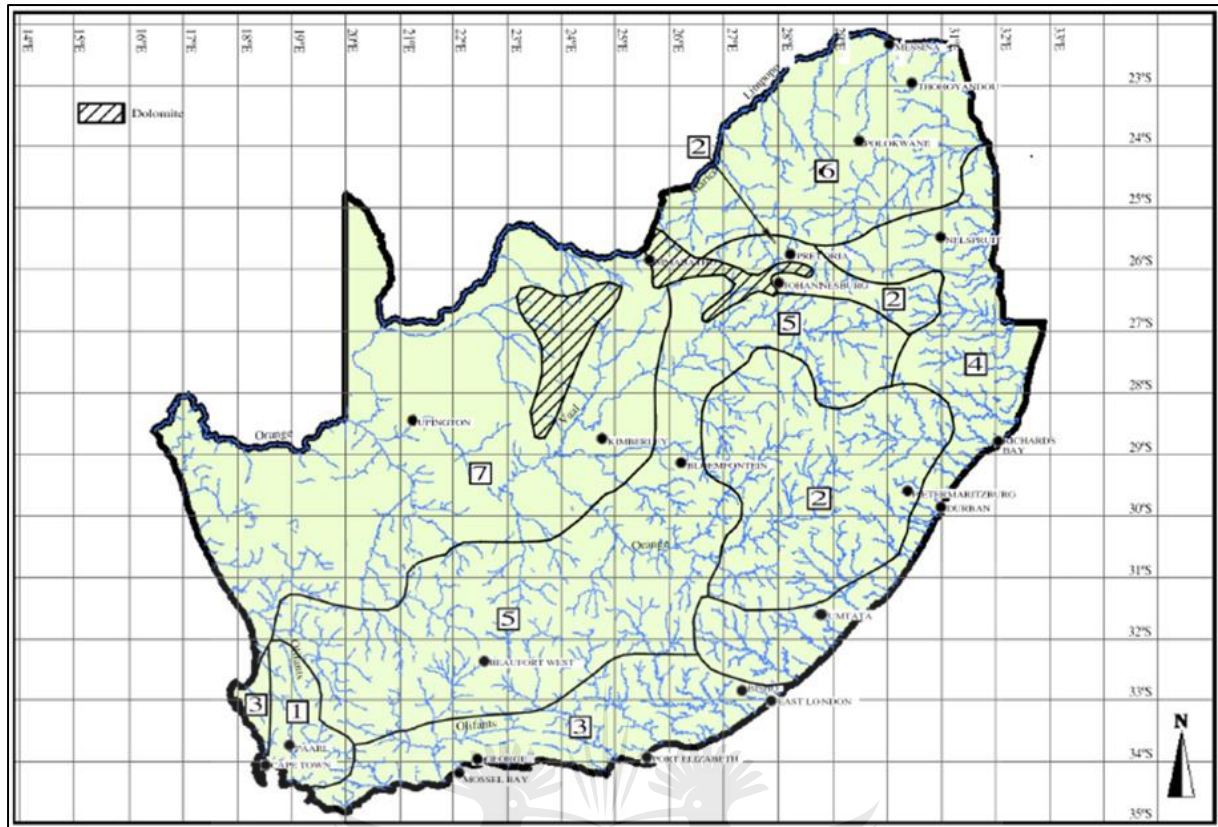 14°E 15°E 16°E 17°E 18°E 19°E 20°E 21°E 22°E 23°E 24°E 25°E 26°E 27°E 28°E 29°E 31°E 32°E 33°E
MESSINA
23°S
THOHOYANDOU
Dolomite
Limpopo
24°S
2
POLOKWANE
6
Marico
25°S
NELSPRUIT
PRETORIA
26°S
JOHANNESBURG
2
5
27°S
4
28°S
UPINGTON
Vaal
Orange
KIMBERLEY
RICHARDS
BAY
29°S
BLOEMFONTEIN
7
2
PIETERMARITZBURG
DURBAN
30°S
Orange
31°S
5
UMTATA
32°S
Olifants
BEAUFORT WEST
33°S
BISHO
EAST LONDON
3
1
Olifants
3
N
PAARL
34°S
CAPE TOWN
GEORGE
PORT ELIZABETH
MOSSEL BAY
35°S